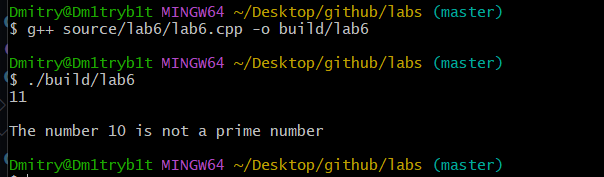 Dmitry@Dm1tryb1t MINGW64 ~/Desktop/github/labs (master)
$ g++ source/lab6/lab6.cpp -o build/lab6
Dmitry@Dm1tryb1t MINGW64 ~/Desktop/github/labs (master)
$ ./build/lab6
11
The number 10 is not a prime number
Dmitry@Dm1tryb1t MINGW64 ~/Desktop/github/labs (master)